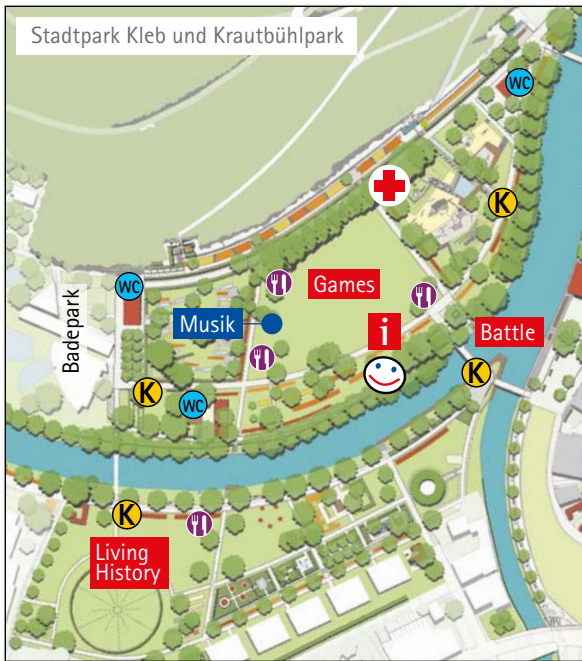 Stadtpark Kleb und Krautbühlpark
WC
K
WC
Games
i
Musik
Battle
Badepark
K
K
WC
K
Living
History